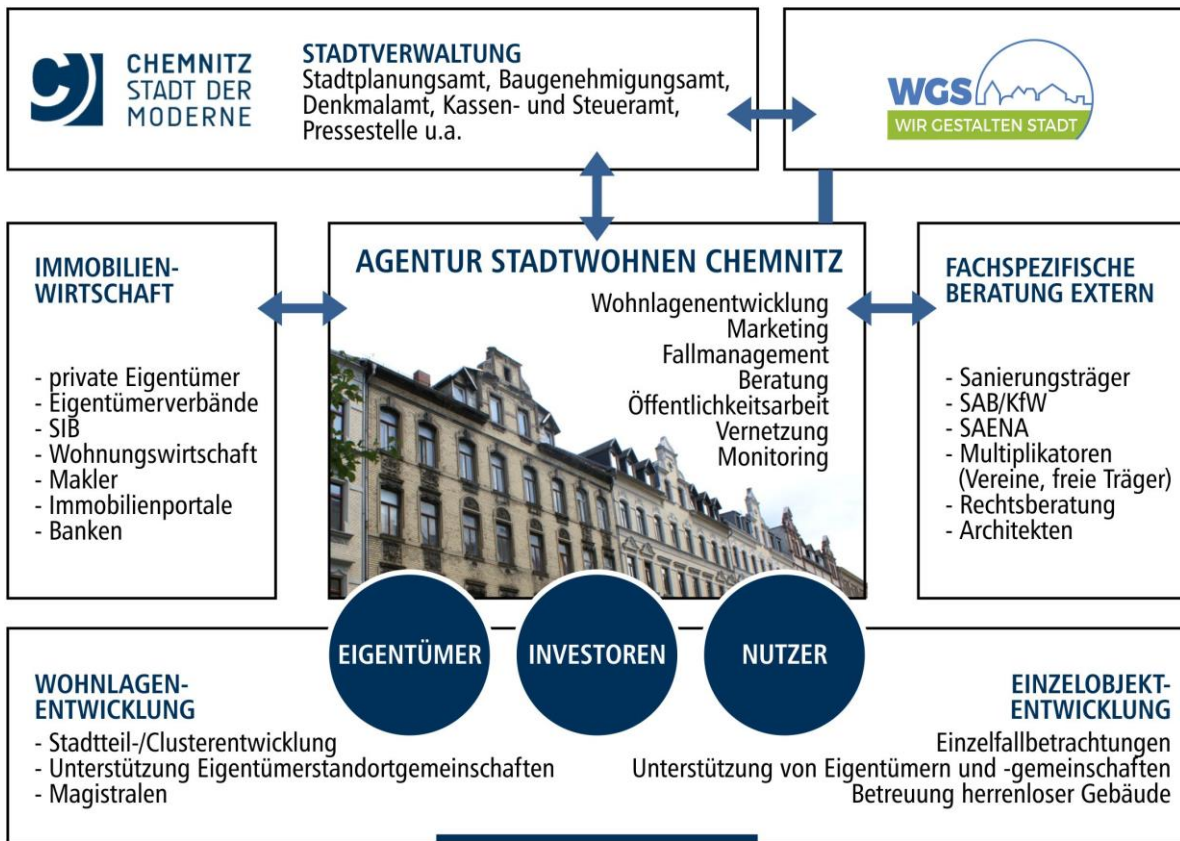 CHEMNITZ
STADT DER
MODERNE
STADTVERWALTUNG
Stadtplanungsamt, Baugenehmigungsamt,
Denkmalamt, Kassen- und Steueramt,
Pressestelle u.a.
WGS
WIR GESTALTEN STADT
IMMOBILIEN-
WIRTSCHAFT
- private Eigentümer
- Eigentümerverbände
- SIB
- Wohnungswirtschaft
- Makler
- Immobilienportale
- Banken
AGENTUR STADTWOHNEN CHEMNITZ
Wohnlagenentwicklung
Marketing
Fallmanagement
Beratung
Öffentlichkeitsarbeit
Vernetzung
Monitoring
FACHSPEZIFISCHE
BERATUNG EXTERN
- Sanierungsträger
- SAB/KfW
- SAENA
- Multiplikatoren
(Vereine, freie Träger)
- Rechtsberatung
- Architekten
EIGENTÜMER
INVESTOREN
NUTZER
WOHNLAGEN-
ENTWICKLUNG
- Stadtteil-/Clusterentwicklung
- Unterstützung Eigentümerstandortgemeinschaften
- Magistralen
EINZELOBJEKT-
ENTWICKLUNG
Einzelfallbetrachtungen
Unterstützung von Eigentümern und -gemeinschaften
Betreuung herrenloser Gebäude